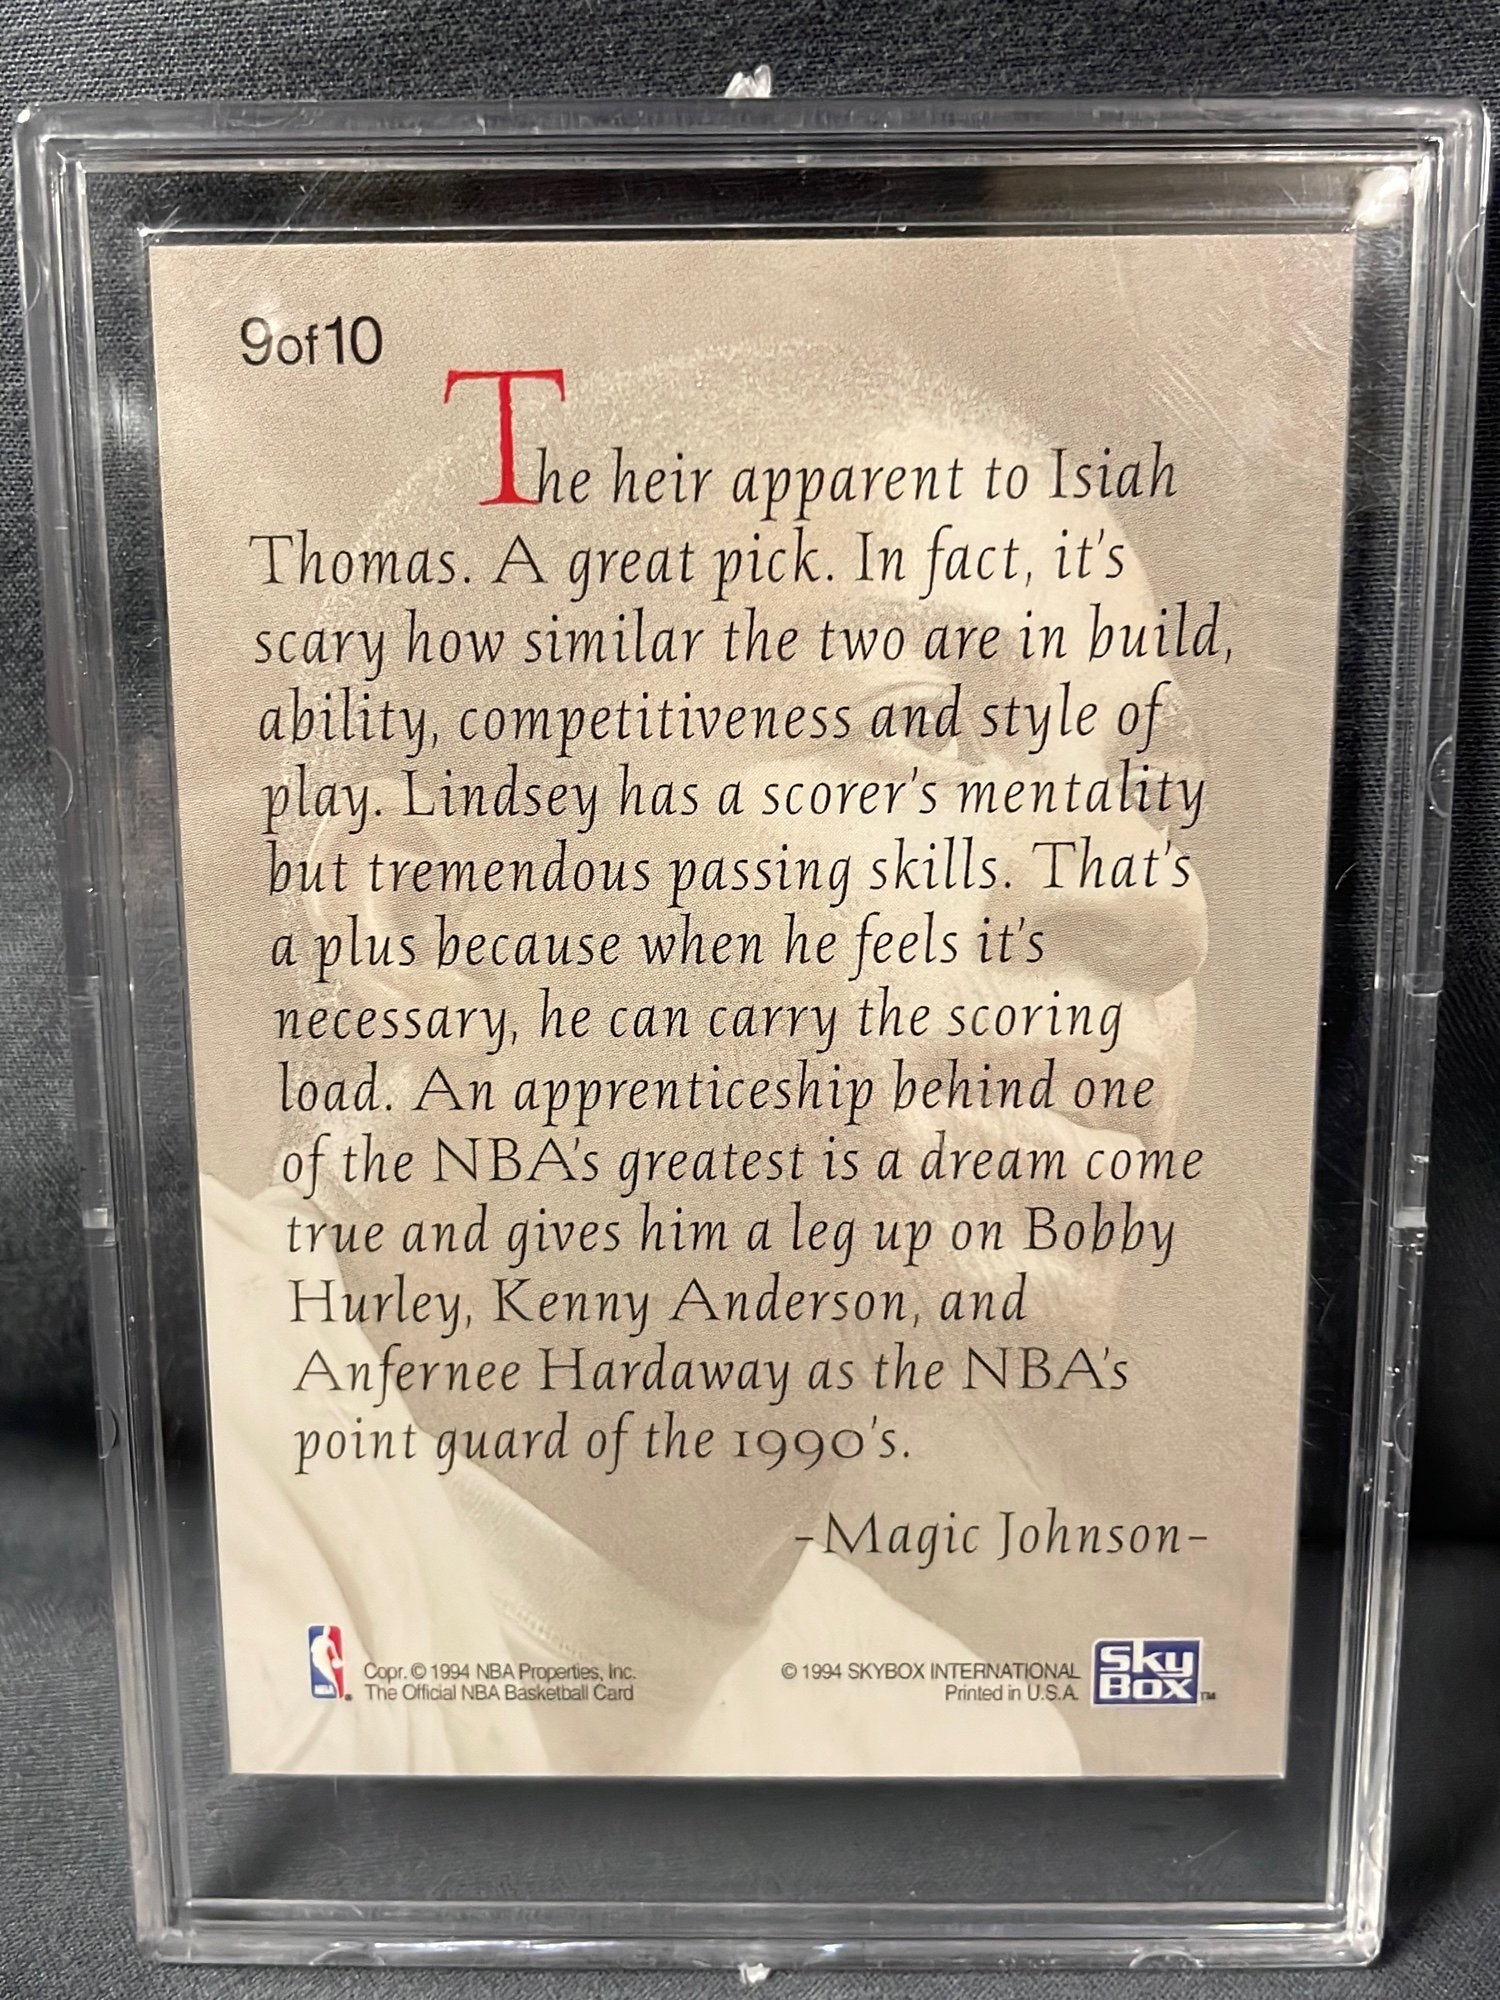 9of10
The heir apparent to Isiah
Thomas. A great pick. In fact, it's
scary how similar the two are in build,
ability, competitiveness and style of
play. Lindsey has a scorer's mentality
but tremendous passing skills. That's
a plus because when he feels it's
necessary, he can carry the scoring
load. An apprenticeship behind one
of the NBA's greatest is a dream come
true and gives him a leg up on Bobby
Hurley, Kenny Anderson, and
Anfernee Hardaway as the NBA's
point guard of the 1990's.
-Magic Johnson-
NBA ®
Copr. © 1994 NBA Properties, Inc.
The Official NBA Basketball Card
© 1994 SKYBOX INTERNATIONAL
Printed in U.S.A.
Sky
BOX™